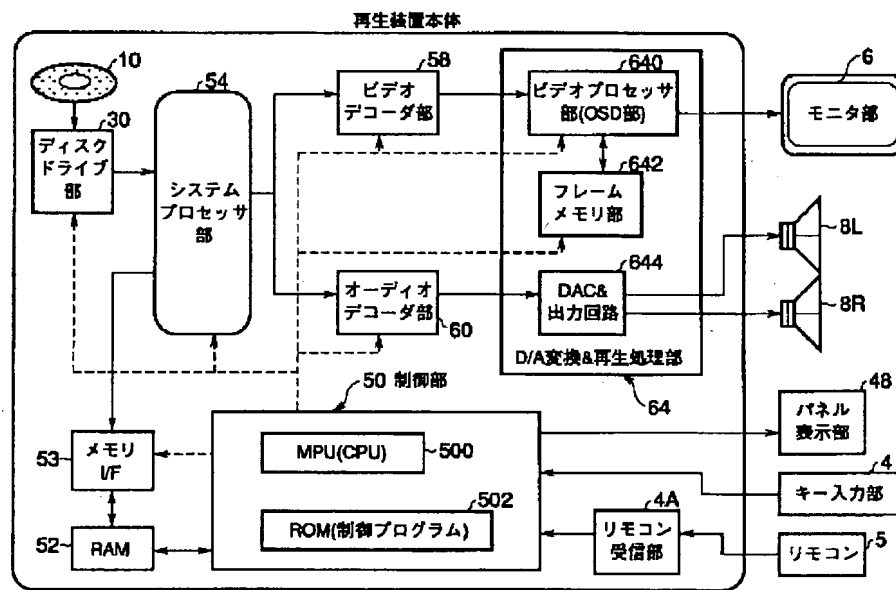 再生装置本体
10
30
ディスク
ドライブ
部
54
システム
プロセッサ
部
58
ビデオ
デコーダ部
640
ビデオプロセッサ
部(OSD部)
6
モニタ部
642
フレーム
メモリ部
8L
オーディオ
デコーダ部
60
644
DAC&
出力回路
8R
D/A変換&再生処理部
64
50 制御部
48
パネル
表示部
MPU(CPU)
500
53
メモリ
I/F
4
キー入力部
502
ROM(制御プログラム)
4A
リモコン
受信部
52
RAM
5
リモコン